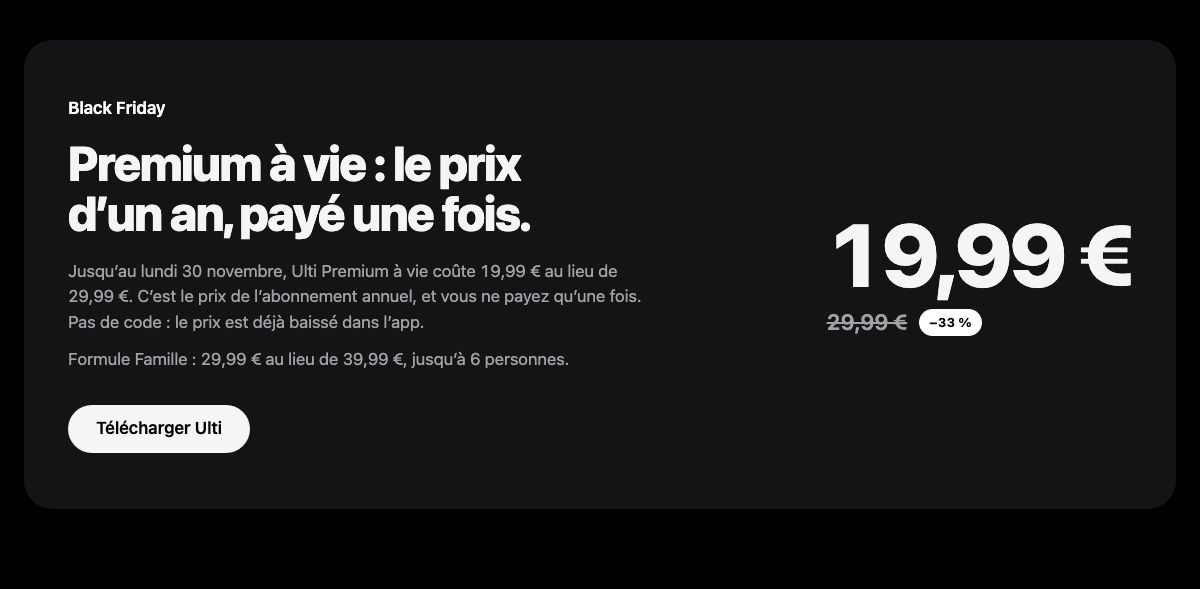 Black Friday
Premium à vie : le prix
d’un an, payé une fois.
Jusqu’au lundi 30 novembre, Ulti Premium à vie coûte 19,99 € au lieu de
29,99 €. C’est le prix de l’abonnement annuel, et vous ne payez qu’une fois.
Pas de code : le prix est déjà baissé dans l’app.
Formule Famille : 29,99 € au lieu de 39,99 €, jusqu’à 6 personnes.
Télécharger Ulti
19,99 €
29,99 € −33 %